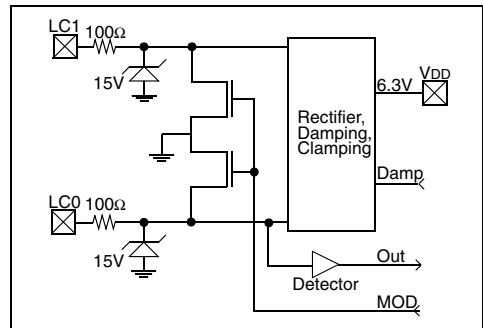 LC1
100Ω
15V
6.3V
VDD
Rectifier,
Damping,
Clamping
Damp
LC0
100Ω
15V
Detector
Out
MOD